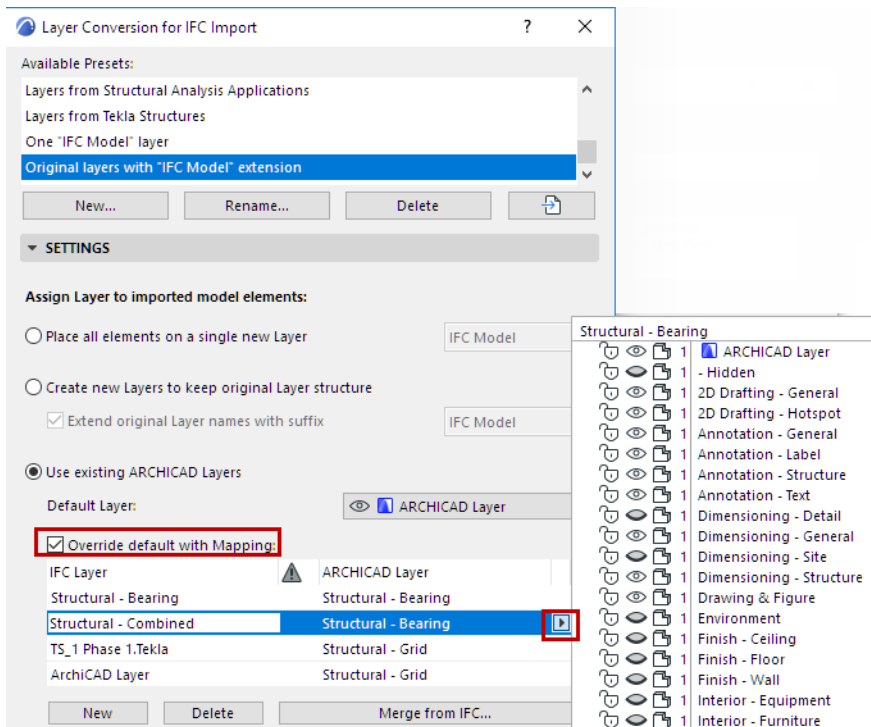 Layer Conversion for IFC Import ? ×
Available Presets:
Layers from Structural Analysis Applications
Layers from Tekla Structures
One "IFC Model" layer
Original layers with "IFC Model" extension
New... Rename... Delete
SETTINGS
Assign Layer to imported model elements:
Place all elements on a single new Layer IFC Model
Create new Layers to keep original Layer structure
Extend original Layer names with suffix IFC Model
Use existing ARCHICAD Layers
Default Layer: ARCHICAD Layer
Override default with Mapping:
IFC Layer ARCHICAD Layer
Structural - Bearing Structural - Bearing
Structural - Combined Structural - Bearing
TS_1 Phase 1.Tekla Structural - Grid
ArchiCAD Layer Structural - Grid
New Delete Merge from IFC...
Structural - Bearing
1 ARCHICAD Layer
1 - Hidden
1 2D Drafting - General
1 2D Drafting - Hotspot
1 Annotation - General
1 Annotation - Label
1 Annotation - Structure
1 Annotation - Text
1 Dimensioning - Detail
1 Dimensioning - General
1 Dimensioning - Site
1 Dimensioning - Structure
1 Drawing & Figure
1 Environment
1 Finish - Ceiling
1 Finish - Floor
1 Finish - Wall
1 Interior - Equipment
1 Interior - Furniture